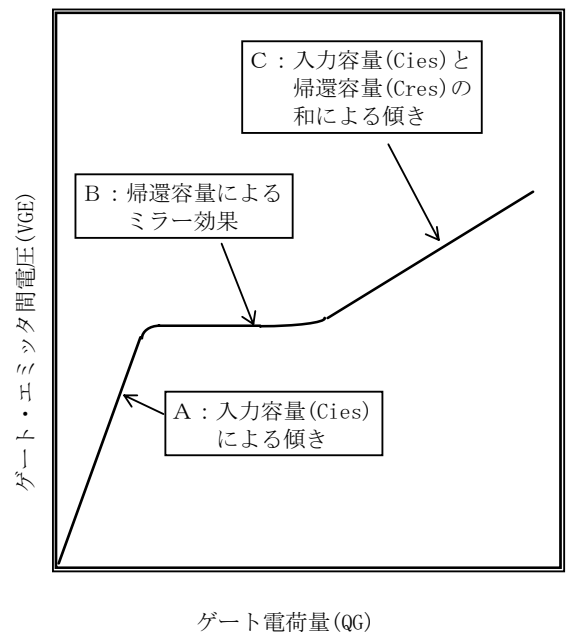 C：入力容量(Cies)と
帰還容量(Cres)の
和による傾き
B：帰還容量による
ミラー効果
A：入力容量(Cies)
による傾き
ゲート・エミッタ間電圧(VGE)
ゲート電荷量(QG)